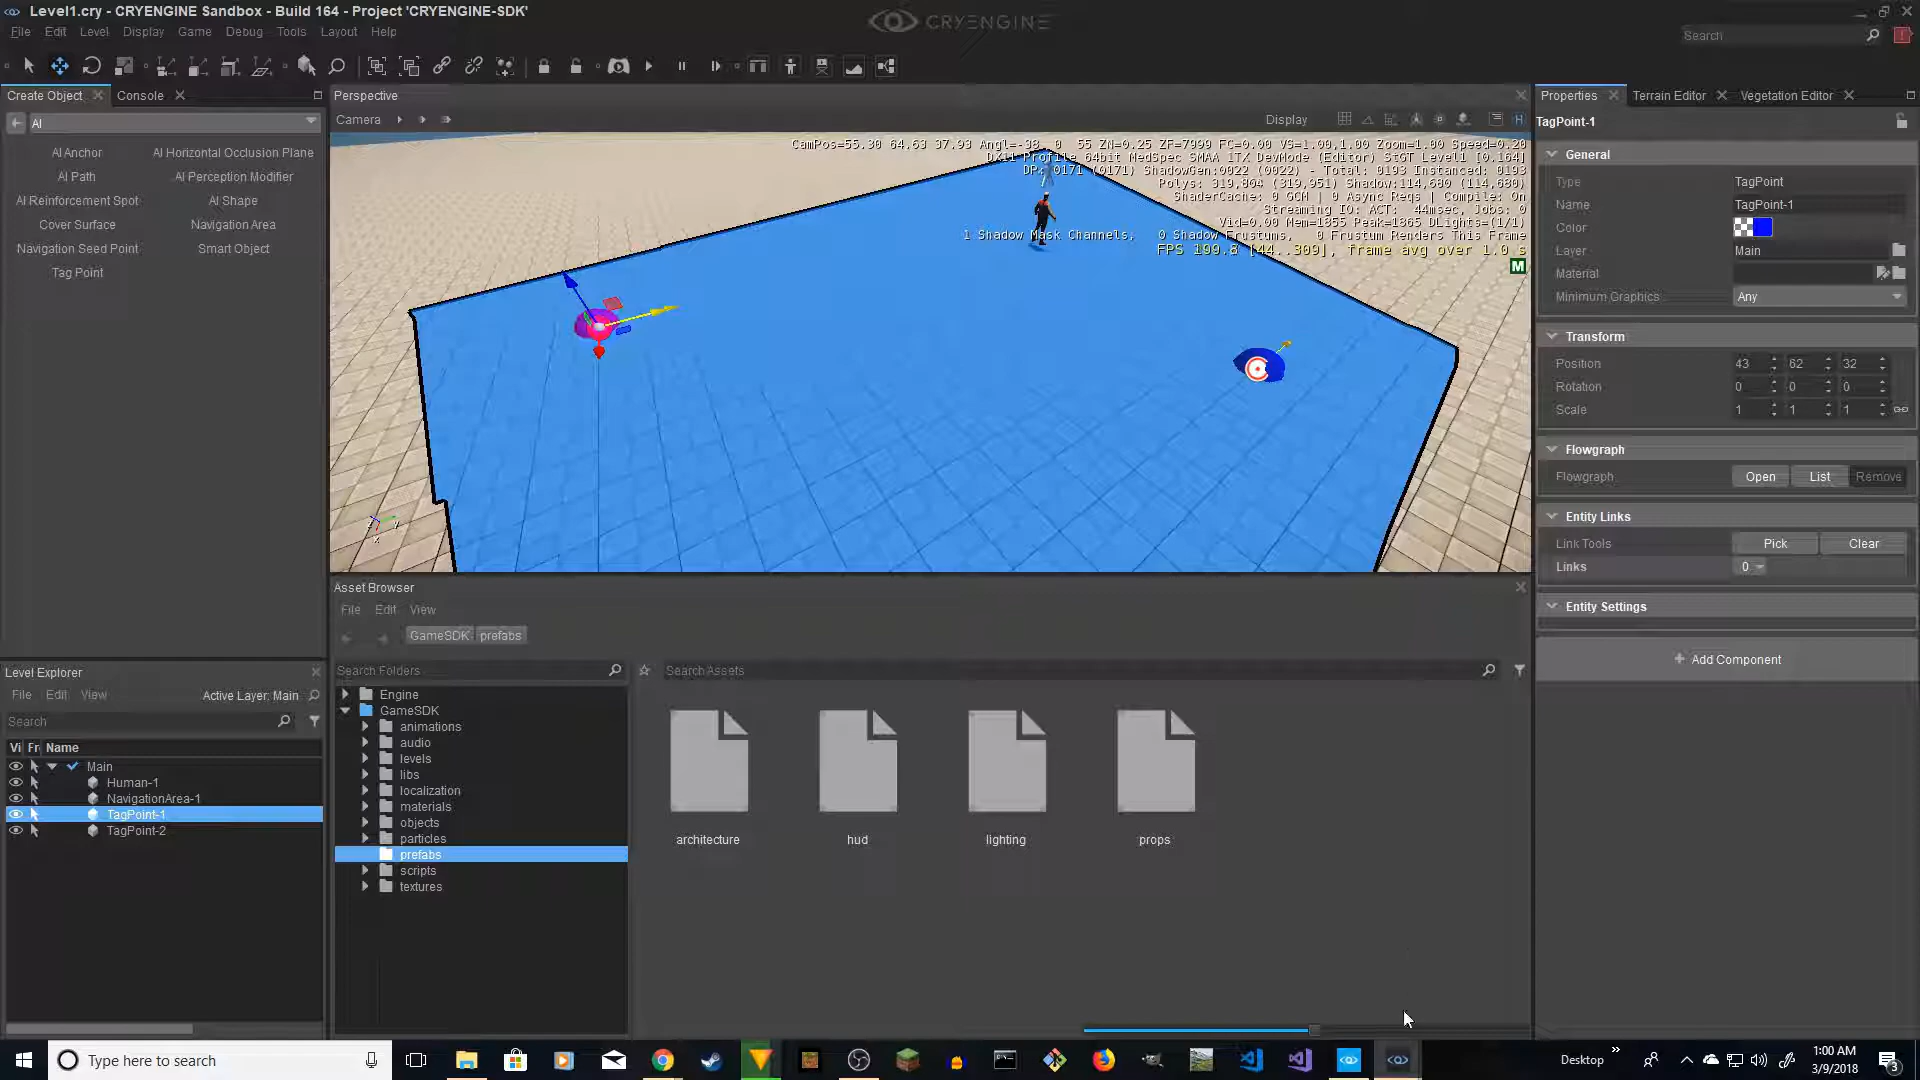 Level1.cry - CRYENGINE Sandbox - Build 164 - Project 'CRYENGINE-SDK'
CRYENGINE
File Edit Level Display Game Debug Tools Layout Help
Search
Create Object
Console
AI
AI Anchor
AI Horizontal Occlusion Plane
AI Path
AI Perception Modifier
AI Reinforcement Spot
AI Shape
Cover Surface
Navigation Area
Navigation Seed Point
Smart Object
Tag Point
Perspective
Camera
Display
CamPos=55.30 64.63 37.93 Angl=-38, 0 55 ZN=0.25 ZF=7999 FC=0.00 VS=1.00,1.00 Zoom=1.00 Speed=0.20
DX11 Profile 64bit MedSpec SMAA 1TX DevMode (Editor) StGT Level1 [0.164]
DP: 0171 (0171) ShadowGen:0022 (0022) - Total: 0193 Instanced: 0193
Polys: 319,804 (319,951) Shadow:114,680 (114,680)
ShaderCache: 0 GCM | 0 Async Reqs | Compile: On
Streaming IO: ACT: 44msec, Jobs: 0
Vid=0.00 Mem=1855 Peak=1865 DLights=(1/1)
1 Shadow Mask Channels, 0 Shadow Frustums, 0 Frustum Renders This Frame
FPS 199.8 [44..309], frame avg over 1.0 s
M
Properties
Terrain Editor
Vegetation Editor
TagPoint-1
General
Type TagPoint
Name TagPoint-1
Color
Layer Main
Material
Minimum Graphics Any
Transform
Position 43 62 32
Rotation 0 0 0
Scale 1 1 1
Flowgraph
Flowgraph Open List Remove
Entity Links
Link Tools Pick Clear
Links 0
Entity Settings
+ Add Component
Asset Browser
File Edit View
GameSDK prefabs
Search Folders
Search Assets
Engine
GameSDK
animations
audio
levels
libs
localization
materials
objects
particles
prefabs
scripts
textures
architecture
hud
lighting
props
Level Explorer
File Edit View
Active Layer: Main
Search
Vi Fr Name
Main
Human-1
NavigationArea-1
TagPoint-1
TagPoint-2
Type here to search
Desktop
1:00 AM
3/9/2018
3